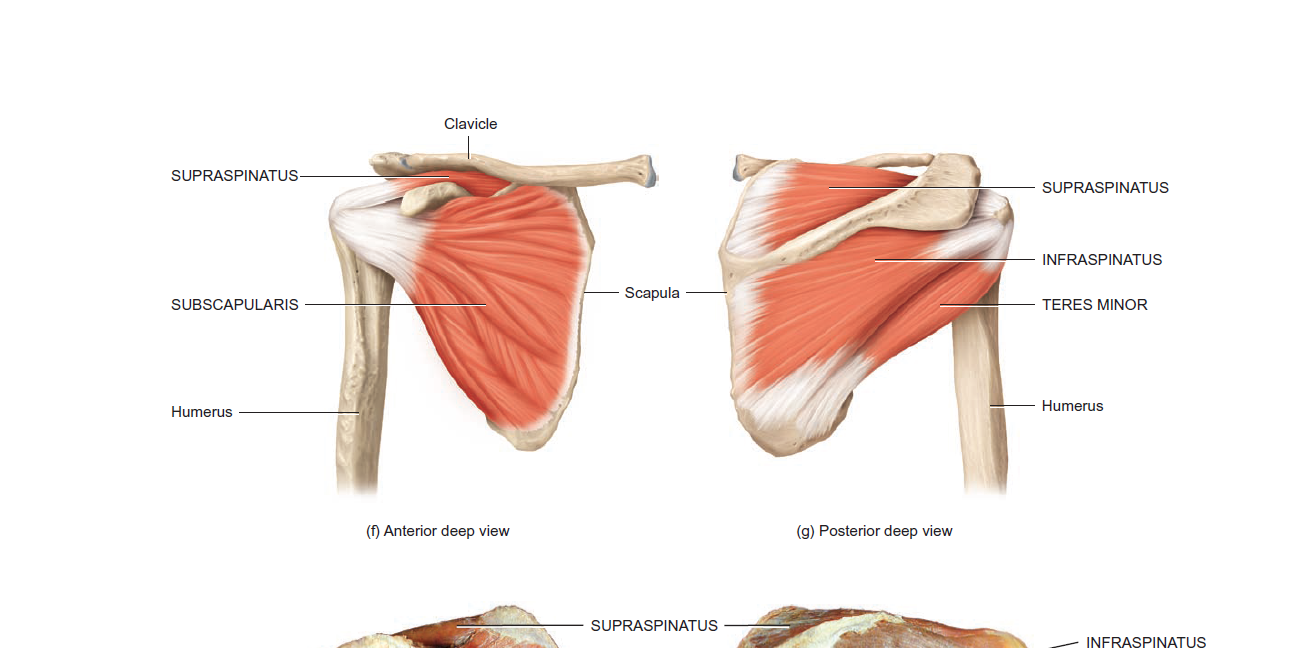 Clavicle
SUPRASPINATUS
SUPRASPINATUS
INFRASPINATUS
SUBSCAPULARIS
Scapula
TERES MINOR
Humerus
Humerus
(f) Anterior deep view
(g) Posterior deep view
SUPRASPINATUS
INFRASPINATUS